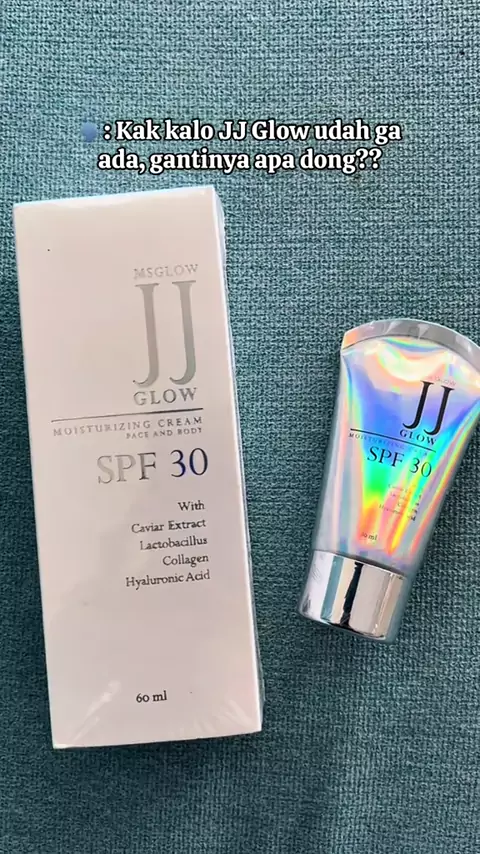 : Kak kalo JJ Glow udah ga
ada, gantinya apa dong??
MSGLOW
JJ
GLOW
MOISTURIZING CREAM
FACE AND BODY
SPF 30
With
Caviar Extract
Lactobacillus
Collagen
Hyaluronic Acid
60 ml
JJ
GLOW
MOISTURIZING
SPF 30